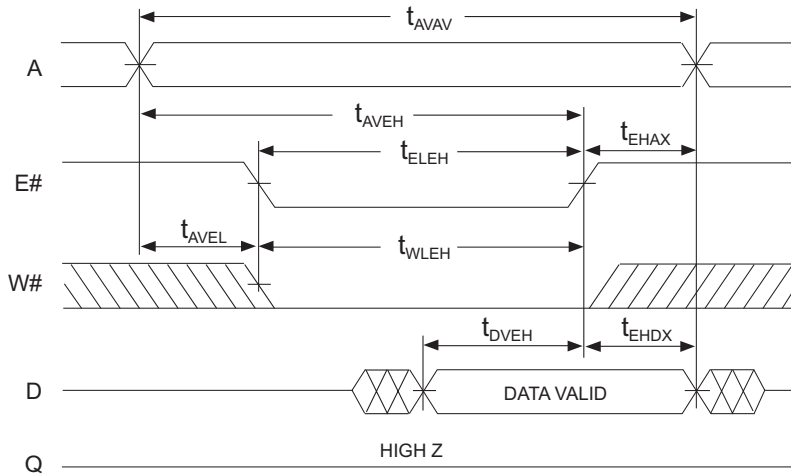 tAVAV
A
tAVEH
tELEH
tEHAX
E#
tAVEL
tWLEH
W#
tDVEH
tEHDX
D
DATA VALID
HIGH Z
Q